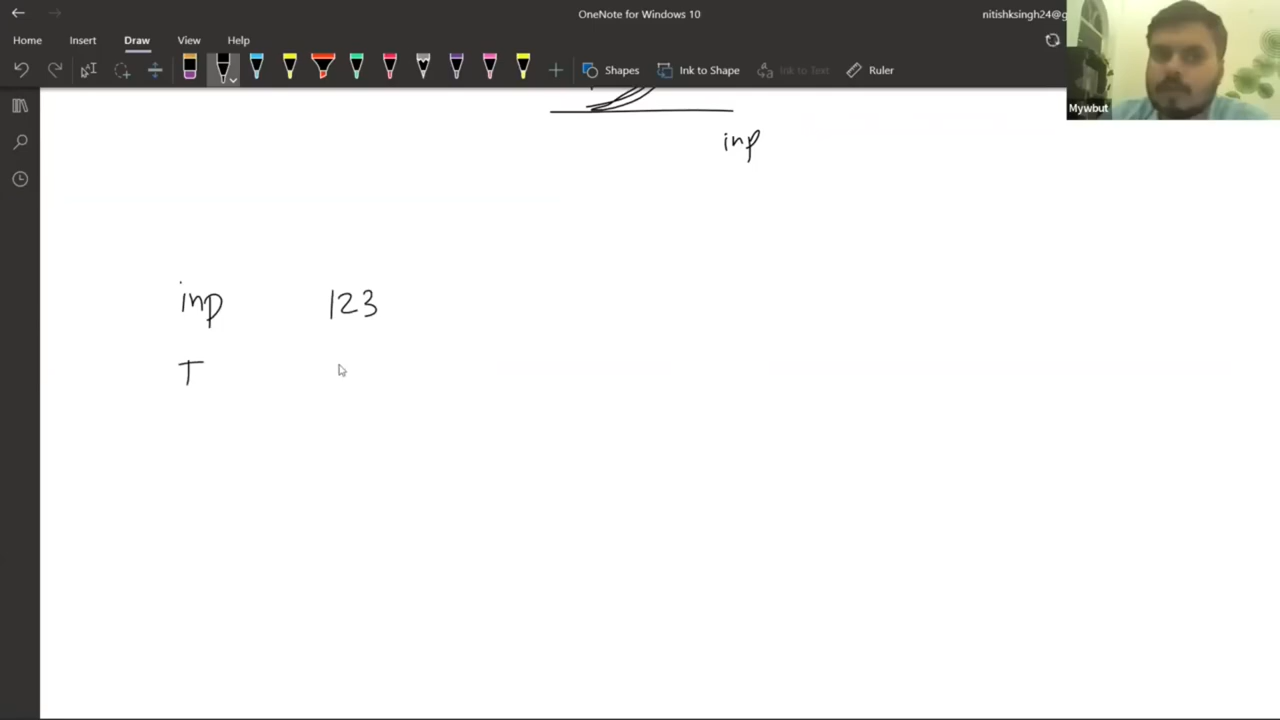 OneNote for Windows 10
nitishksingh24@g
Home Insert Draw View Help
Shapes Ink to Shape Ink to Text Ruler
Mywbut
inp
inp 123
T